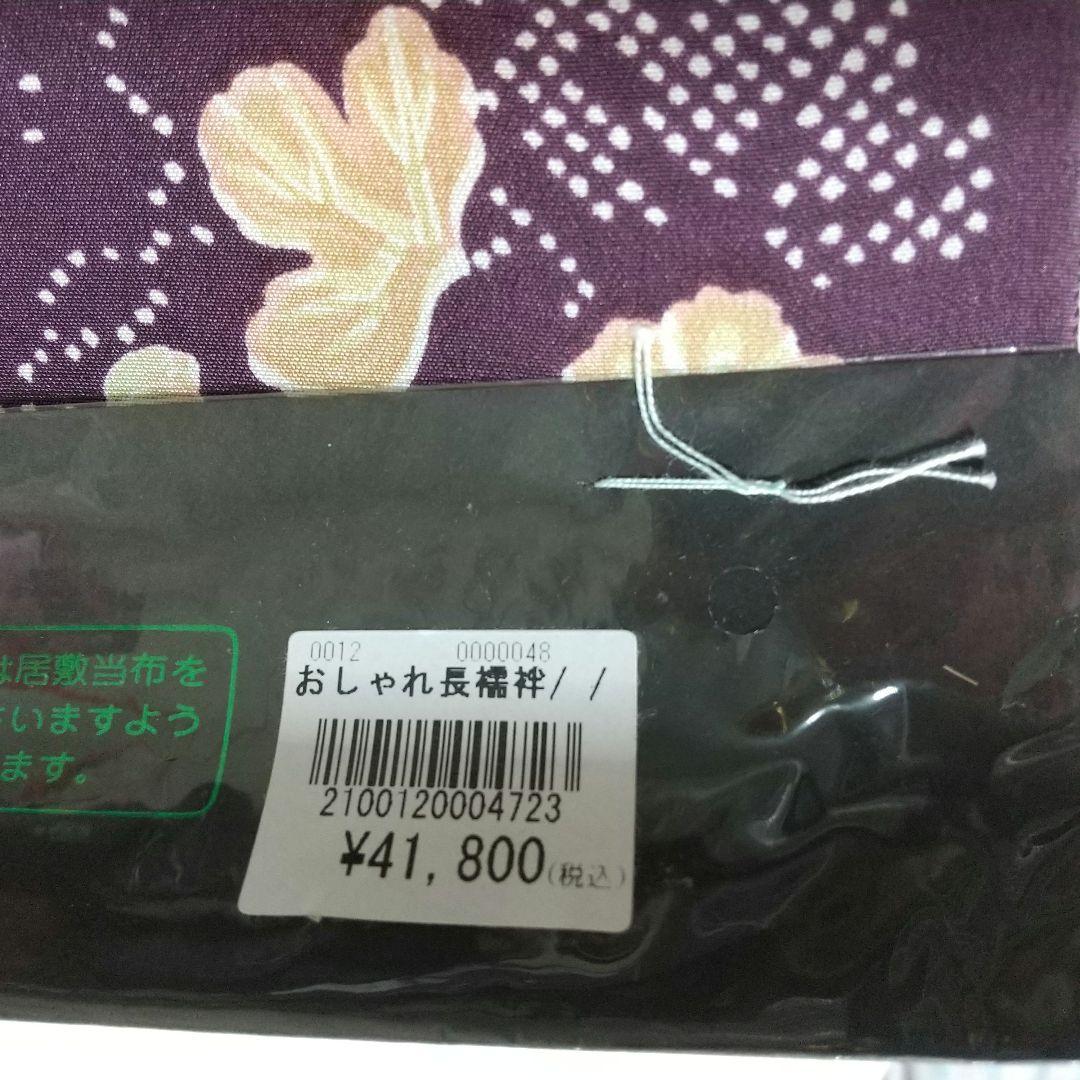 は居敷当布を
さいますよう
ます。
0012 0000048
おしゃれ長襦袢/ /
2100120004723
¥41,800(税込)